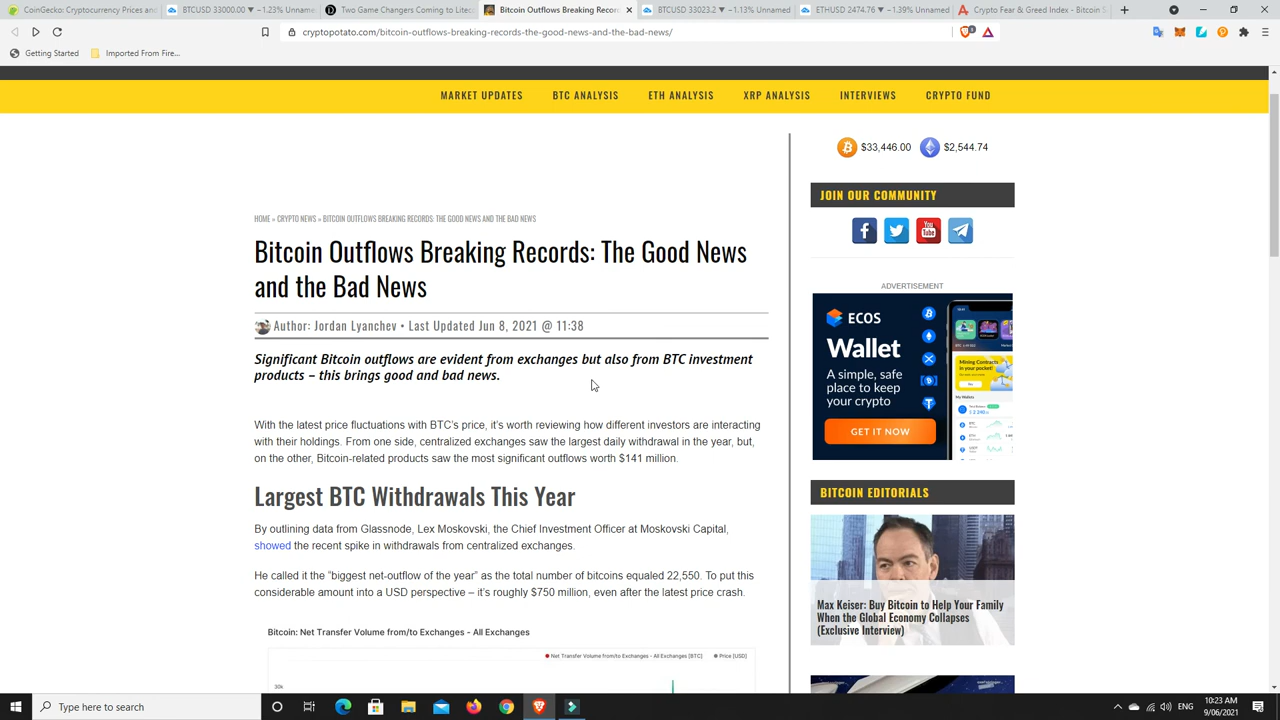 CoinGecko: Cryptocurrency Prices and
BTCUSD 33000.00 ▼ −1.23% Unname
Two Game Changers Coming to Litec
Bitcoin Outflows Breaking Record
BTCUSD 33023.2 ▼ −1.13% Unnamed
ETHUSD 2474.76 ▼ −1.39% Unnamed
Crypto Fear & Greed Index - Bitcoin S
cryptopotato.com/bitcoin-outflows-breaking-records-the-good-news-and-the-bad-news/
Getting Started
Imported From Fire...
MARKET UPDATES
BTC ANALYSIS
ETH ANALYSIS
XRP ANALYSIS
INTERVIEWS
CRYPTO FUND
HOME » CRYPTO NEWS » BITCOIN OUTFLOWS BREAKING RECORDS: THE GOOD NEWS AND THE BAD NEWS
Bitcoin Outflows Breaking Records: The Good News
and the Bad News
Author: Jordan Lyanchev • Last Updated Jun 8, 2021 @ 11:38
Significant Bitcoin outflows are evident from exchanges but also from BTC investment
products – this brings good and bad news.
With the latest price fluctuations with BTC's price, it's worth reviewing how different investors are interacting
with their holdings. From one side, centralized exchanges saw the largest daily withdrawal in the year, but,
on the other, Bitcoin-related products saw the most significant outflows worth $141 million.
Largest BTC Withdrawals This Year
By outlining data from Glassnode, Lex Moskovski, the Chief Investment Officer at Moskovski Capital,
showed the recent spike in withdrawals from centralized exchanges.
He called it the “biggest net-outflow of the year” as the total number of bitcoins equaled 22,550. To put this
considerable amount into a USD perspective – it's roughly $750 million, even after the latest price crash.
Bitcoin: Net Transfer Volume from/to Exchanges - All Exchanges
Net Transfer Volume from/to Exchanges - All Exchanges [BTC]
Price [USD]
30k
$33,446.00
$2,544.74
JOIN OUR COMMUNITY
You
Tube
ADVERTISEMENT
ECOS
Wallet
A simple, safe
place to keep
your crypto
GET IT NOW
Mining Contracts
in your pocket!
BITCOIN EDITORIALS
Max Keiser: Buy Bitcoin to Help Your Family
When the Global Economy Collapses
(Exclusive Interview)
Type here to search
ENG
10:23 AM
9/06/2021